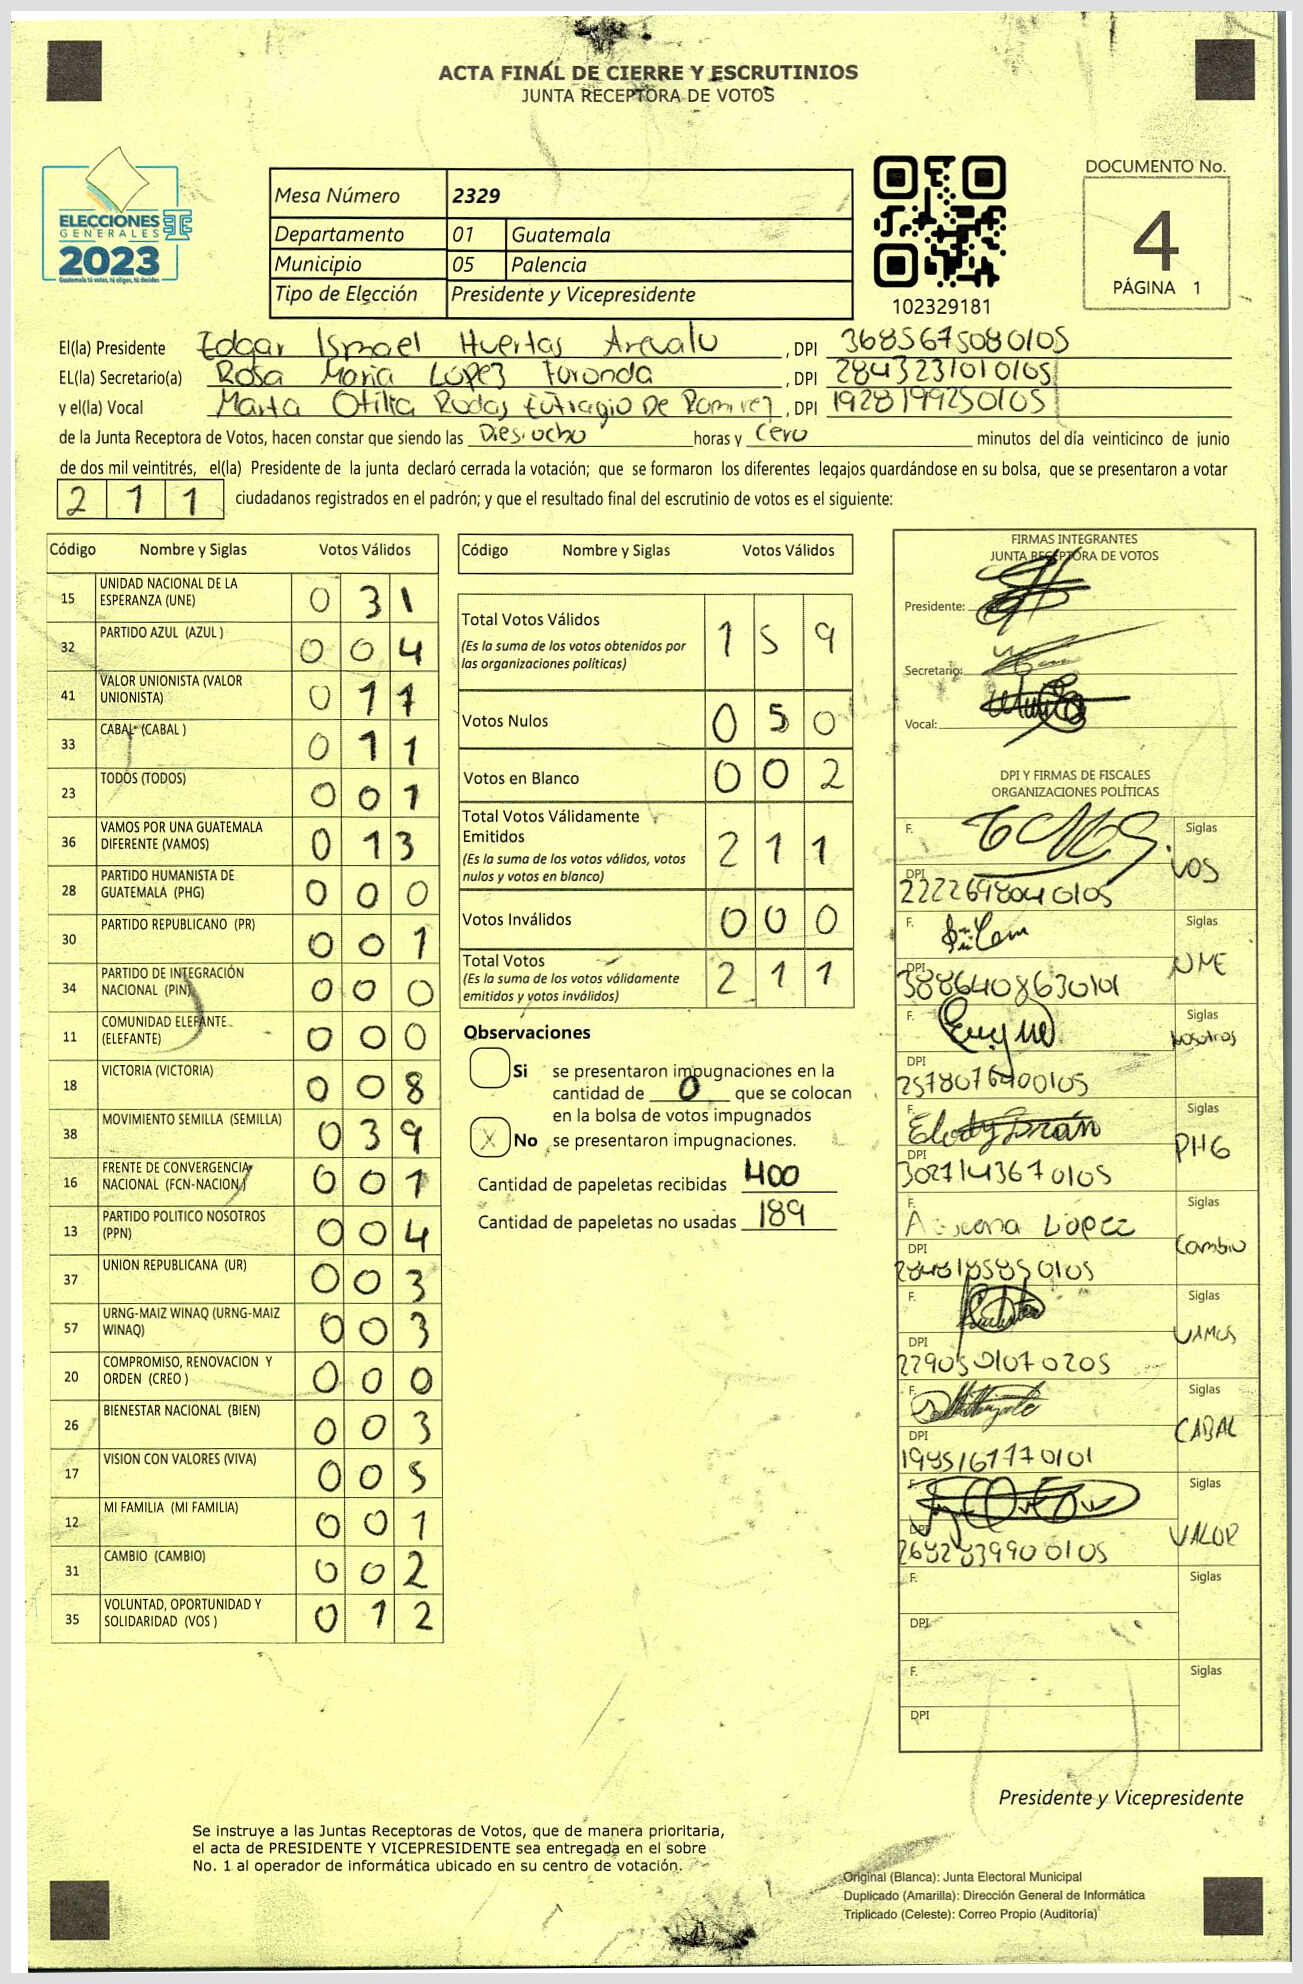 ACTA FINAL DE CIERRE Y ESCRUTINIOS
JUNTA RECEPTORA DE VOTOS
ELECCIONES
GENERALES
2023
Guatemala tú votas, tú eliges, tú decides
Mesa Número 2329
Departamento 01 Guatemala
Municipio 05 Palencia
Tipo de Elección Presidente y Vicepresidente
102329181
DOCUMENTO No.
4
PÁGINA 1
El(la) Presidente Edgar Ismael Huertas Arevalo, DPI 3685675080105
EL(la) Secretario(a) Rosa Maria López Furonda, DPI 2843231010105
y el(la) Vocal Marta Otilia Rodas Eufragio De Ramirez, DPI 1928199250105
de la Junta Receptora de Votos, hacen constar que siendo las Diesiocho horas y Cero minutos del día veinticinco de junio
de dos mil veintitrés, el(la) Presidente de la junta declaró cerrada la votación; que se formaron los diferentes legajos guardándose en su bolsa, que se presentaron a votar
211 ciudadanos registrados en el padrón; y que el resultado final del escrutinio de votos es el siguiente:
Código Nombre y Siglas Votos Válidos
15 UNIDAD NACIONAL DE LA ESPERANZA (UNE) 0 3 1
32 PARTIDO AZUL (AZUL ) 0 0 4
41 VALOR UNIONISTA (VALOR UNIONISTA) 0 1 1
33 CABAL (CABAL ) 0 1 1
23 TODOS (TODOS) 0 0 1
36 VAMOS POR UNA GUATEMALA DIFERENTE (VAMOS) 0 1 3
28 PARTIDO HUMANISTA DE GUATEMALA (PHG) 0 0 0
30 PARTIDO REPUBLICANO (PR) 0 0 1
34 PARTIDO DE INTEGRACIÓN NACIONAL (PIN) 0 0 0
11 COMUNIDAD ELEFANTE (ELEFANTE) 0 0 0
18 VICTORIA (VICTORIA) 0 0 8
38 MOVIMIENTO SEMILLA (SEMILLA) 0 3 9
16 FRENTE DE CONVERGENCIA NACIONAL (FCN-NACION ) 0 0 1
13 PARTIDO POLITICO NOSOTROS (PPN) 0 0 4
37 UNION REPUBLICANA (UR) 0 0 3
57 URNG-MAIZ WINAQ (URNG-MAIZ WINAQ) 0 0 3
20 COMPROMISO, RENOVACION Y ORDEN (CREO ) 0 0 0
26 BIENESTAR NACIONAL (BIEN) 0 0 3
17 VISION CON VALORES (VIVA) 0 0 5
12 MI FAMILIA (MI FAMILIA) 0 0 1
31 CAMBIO (CAMBIO) 0 0 2
35 VOLUNTAD, OPORTUNIDAD Y SOLIDARIDAD (VOS ) 0 1 2
Código Nombre y Siglas Votos Válidos
Total Votos Válidos 1 5 9
(Es la suma de los votos obtenidos por
las organizaciones políticas)
Votos Nulos 0 5 0
Votos en Blanco 0 0 2
Total Votos Válidamente
Emitidos 2 1 1
(Es la suma de los votos válidos, votos
nulos y votos en blanco)
Votos Inválidos 0 0 0
Total Votos 2 1 1
(Es la suma de los votos válidamente
emitidos y votos inválidos)
Observaciones
Si se presentaron impugnaciones en la
cantidad de 0 que se colocan
en la bolsa de votos impugnados
X No se presentaron impugnaciones.
Cantidad de papeletas recibidas 400
Cantidad de papeletas no usadas 189
FIRMAS INTEGRANTES
JUNTA RECEPTORA DE VOTOS
Presidente:
Secretario:
Vocal:
DPI Y FIRMAS DE FISCALES
ORGANIZACIONES POLÍTICAS
F. Siglas VOS
DPI 2222698040105
F. Siglas UNE
DPI 3886408630101
F. Siglas Nosotros
DPI 2578076900105
F. Siglas PHG
DPI 3027143670105
F. Azucena López Siglas Cambio
DPI 2848185850105
F. Siglas VAMOS
DPI 2290501070205
F. Siglas CABAL
DPI 1985167770101
F. Siglas VALOR
DPI 2682839900105
F. Siglas
DPI
F. Siglas
DPI
Presidente y Vicepresidente
Se instruye a las Juntas Receptoras de Votos, que de manera prioritaria,
el acta de PRESIDENTE Y VICEPRESIDENTE sea entregada en el sobre
No. 1 al operador de informática ubicado en su centro de votación.
Original (Blanca): Junta Electoral Municipal
Duplicado (Amarilla): Dirección General de Informática
Triplicado (Celeste): Correo Propio (Auditoría)